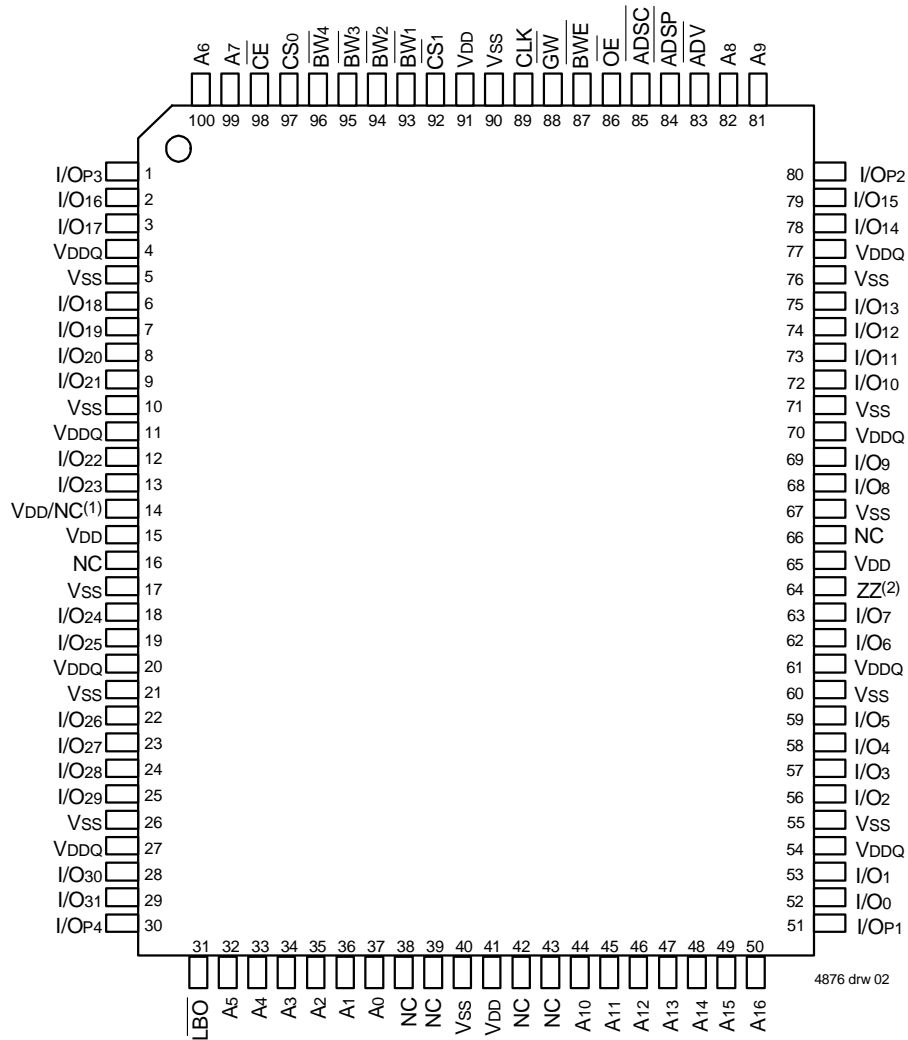 A6 A7 CE CS0 BW4 BW3 BW2 BW1 CS1 VDD VSS CLK GW BWE OE ADSC ADSP ADV A8 A9
100 99 98 97 96 95 94 93 92 91 90 89 88 87 86 85 84 83 82 81
I/OP3 1 80 I/OP2
I/O16 2 79 I/O15
I/O17 3 78 I/O14
VDDQ 4 77 VDDQ
VSS 5 76 VSS
I/O18 6 75 I/O13
I/O19 7 74 I/O12
I/O20 8 73 I/O11
I/O21 9 72 I/O10
VSS 10 71 VSS
VDDQ 11 70 VDDQ
I/O22 12 69 I/O9
I/O23 13 68 I/O8
VDD/NC(1) 14 67 VSS
VDD 15 66 NC
NC 16 65 VDD
VSS 17 64 ZZ(2)
I/O24 18 63 I/O7
I/O25 19 62 I/O6
VDDQ 20 61 VDDQ
VSS 21 60 VSS
I/O26 22 59 I/O5
I/O27 23 58 I/O4
I/O28 24 57 I/O3
I/O29 25 56 I/O2
VSS 26 55 VSS
VDDQ 27 54 VDDQ
I/O30 28 53 I/O1
I/O31 29 52 I/O0
I/OP4 30 51 I/OP1
31 32 33 34 35 36 37 38 39 40 41 42 43 44 45 46 47 48 49 50
LBO A5 A4 A3 A2 A1 A0 NC NC VSS VDD NC NC A10 A11 A12 A13 A14 A15 A16
4876 drw 02